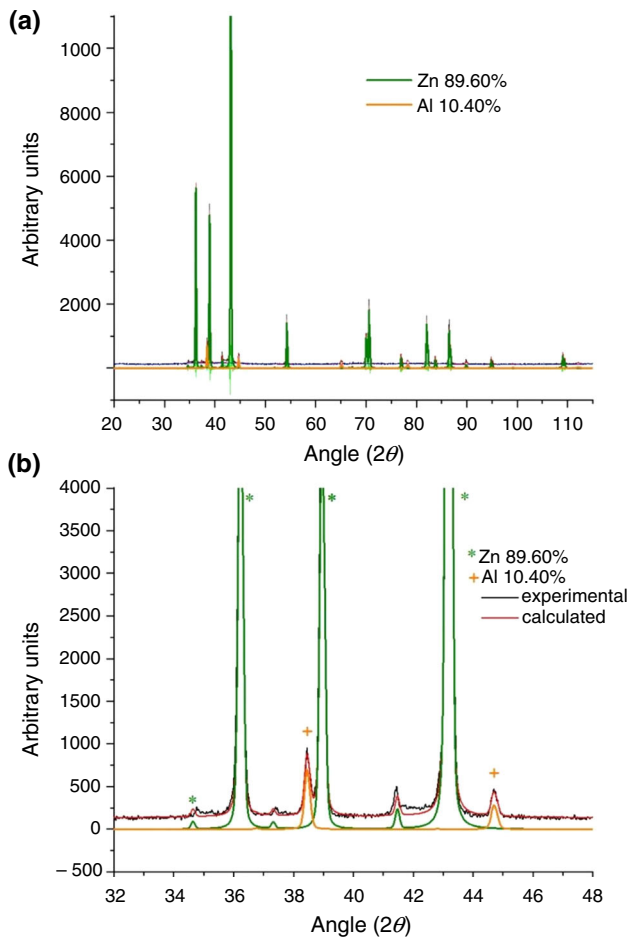 (a)
1000
8000
6000
4000
2000
Arbitrary units
Zn 89.60%
Al 10.40%
20 30 40 50 60 70 80 90 100 110
Angle (2θ)
(b)
4000
3500
3000
2500
2000
1500
1000
500
0
−500
Arbitrary units
* * *
*Zn 89.60%
+Al 10.40%
experimental
calculated
+
+
*
32 34 36 38 40 42 44 46 48
Angle (2θ)